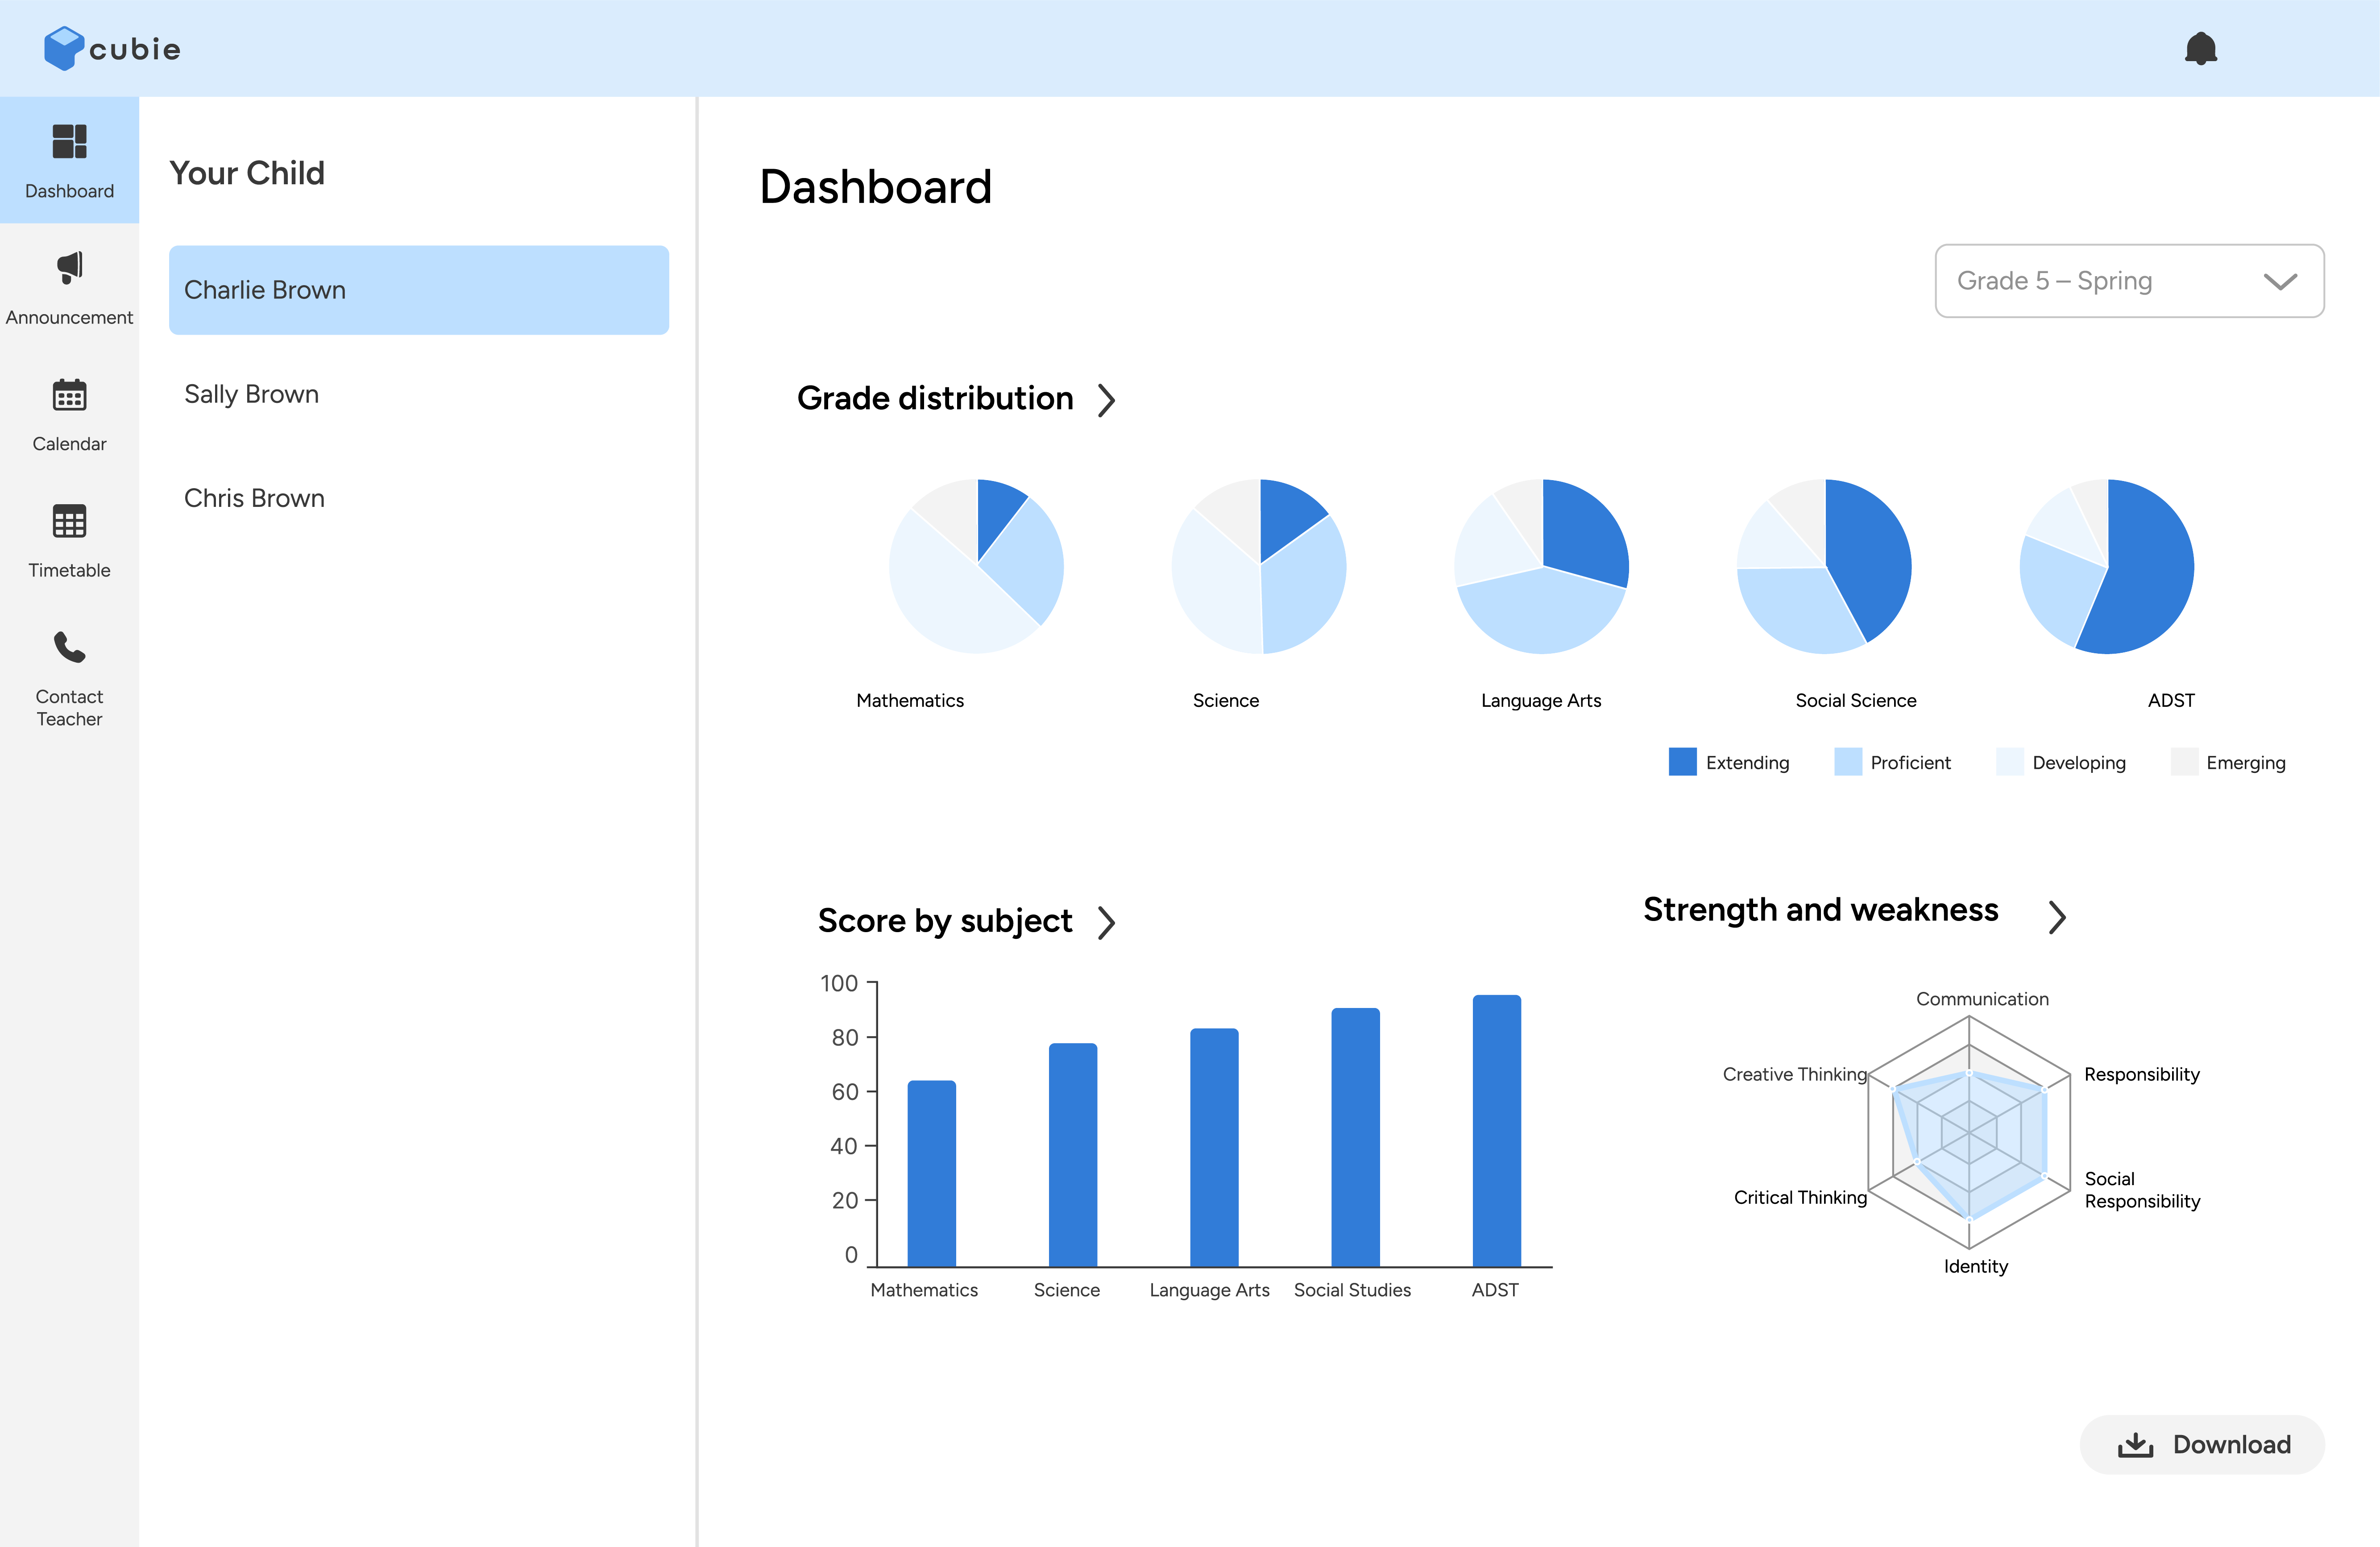 cubie
Dashboard
Announcement
Calendar
Timetable
Contact
Teacher
Your Child
Charlie Brown
Sally Brown
Chris Brown
Dashboard
Grade 5 – Spring
Grade distribution
Mathematics
Science
Language Arts
Social Science
ADST
Extending
Proficient
Developing
Emerging
Score by subject
100
80
60
40
20
0
Mathematics
Science
Language Arts
Social Studies
ADST
Strength and weakness
Communication
Creative Thinking
Responsibility
Critical Thinking
Social
Responsibility
Identity
Download